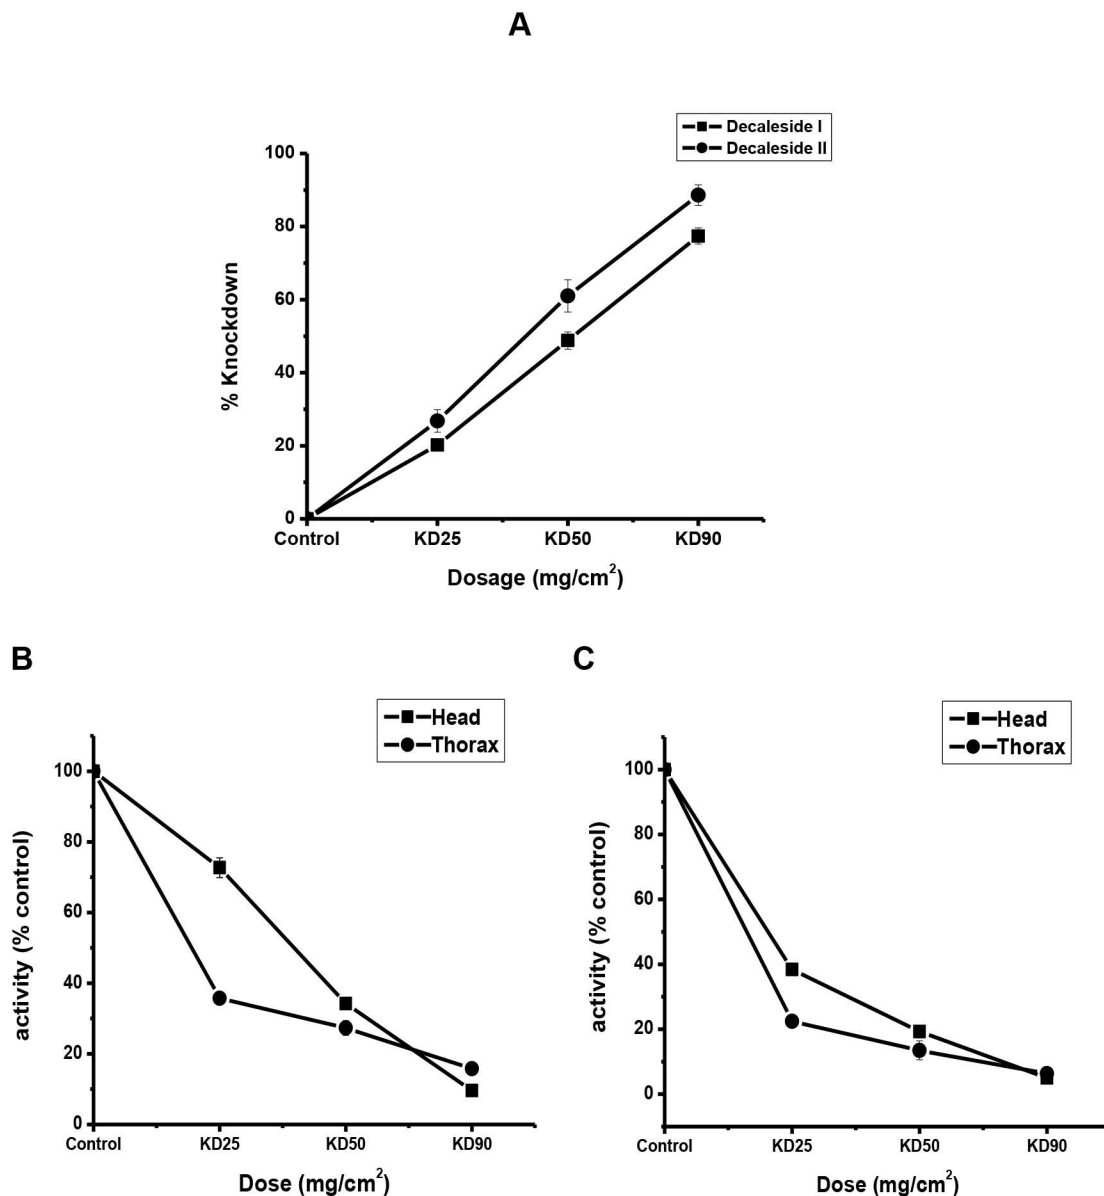 A
Decaleside I
Decaleside II
100
80
60
40
20
0
% Knockdown
Control KD25 KD50 KD90
Dosage (mg/cm²)
B
Head
Thorax
100
80
60
40
20
0
activity (% control)
Control KD25 KD50 KD90
Dose (mg/cm²)
C
Head
Thorax
100
80
60
40
20
0
activity (% control)
Control KD25 KD50 KD90
Dose (mg/cm²)